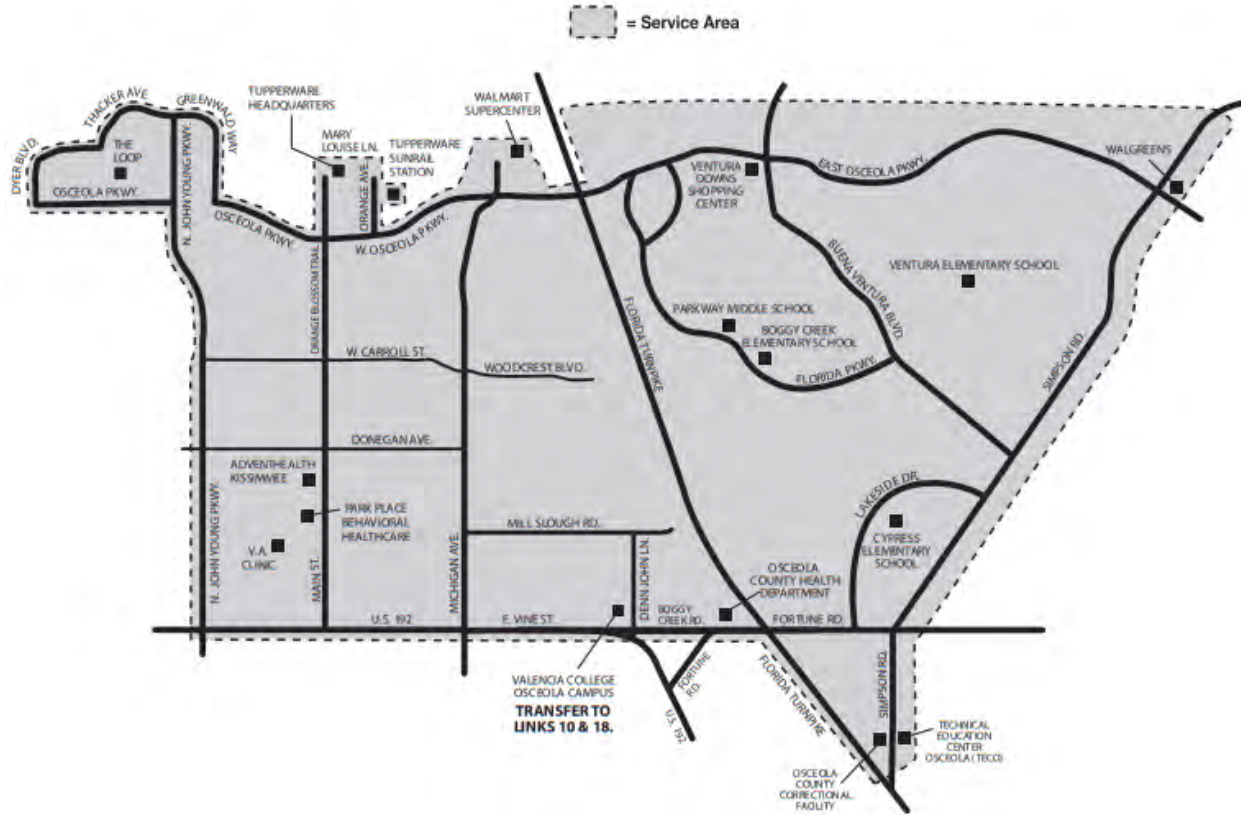 = Service Area
TUPPERWARE
HEADQUARTERS
WALMART
SUPERCENTER
THACKER AVE
GREENWALD WAY
DYER BLVD.
THE
LOOP
OSCEOLA PKWY.
N. JOHN YOUNG PKWY.
MARY
LOUISE LN.
TUPPERWARE
SUNRAIL
STATION
ORANGE AVE.
OSCEOLA PKWY.
W. OSCEOLA PKWY.
VENTURA
DOWNS
SHOPPING
CENTER
EAST OSCEOLA PKWY.
WALGREENS
ORANGE BLOSSOM TRAIL
FLORIDA TURNPIKE
BUENA VENTURA BLVD.
VENTURA ELEMENTARY SCHOOL
PARKWAY MIDDLE SCHOOL
BOGGY CREEK
ELEMENTARY SCHOOL
FLORIDA PKWY.
SIMPSON RD.
W. CARROLL ST.
WOODCREST BLVD.
DONEGAN AVE.
ADVENTHEALTH
KISSIMMEE
PARK PLACE
BEHAVIORAL
HEALTHCARE
V.A.
CLINIC
N. JOHN YOUNG PKWY.
MAIN ST.
MICHIGAN AVE.
MILL SLOUGH RD.
DENN JOHN LN.
LAKESIDE DR.
CYPRESS
ELEMENTARY
SCHOOL
OSCEOLA
COUNTY HEALTH
DEPARTMENT
U.S. 192
E. VINE ST.
BOGGY
CREEK RD.
FORTUNE RD.
VALENCIA COLLEGE
OSCEOLA CAMPUS
TRANSFER TO
LINKS 10 & 18.
FORTUNE
RD.
U.S. 192
FLORIDA TURNPIKE
SIMPSON RD.
TECHNICAL
EDUCATION
CENTER
OSCEOLA (TECO)
OSCEOLA
COUNTY
CORRECTIONAL
FACILITY